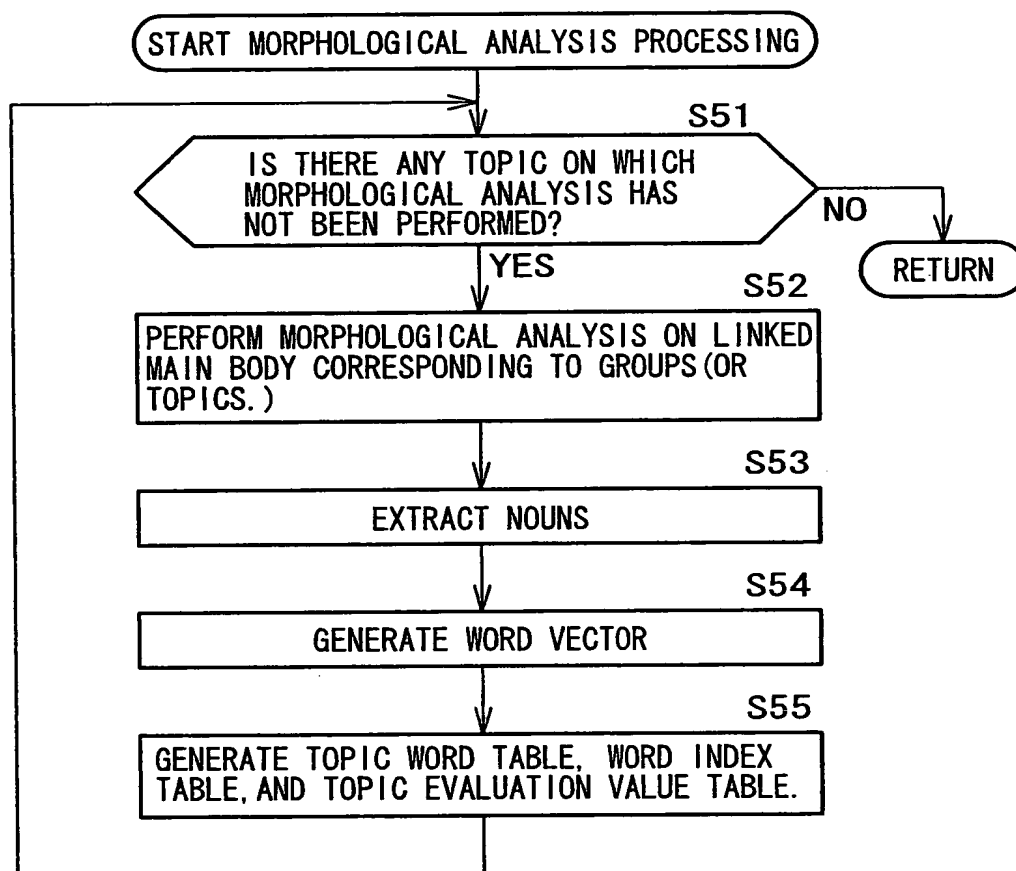 START MORPHOLOGICAL ANALYSIS PROCESSING
S51
IS THERE ANY TOPIC ON WHICH
MORPHOLOGICAL ANALYSIS HAS
NOT BEEN PERFORMED?
NO
RETURN
YES
S52
PERFORM MORPHOLOGICAL ANALYSIS ON LINKED
MAIN BODY CORRESPONDING TO GROUPS(OR
TOPICS.)
S53
EXTRACT NOUNS
S54
GENERATE WORD VECTOR
S55
GENERATE TOPIC WORD TABLE, WORD INDEX
TABLE,AND TOPIC EVALUATION VALUE TABLE.